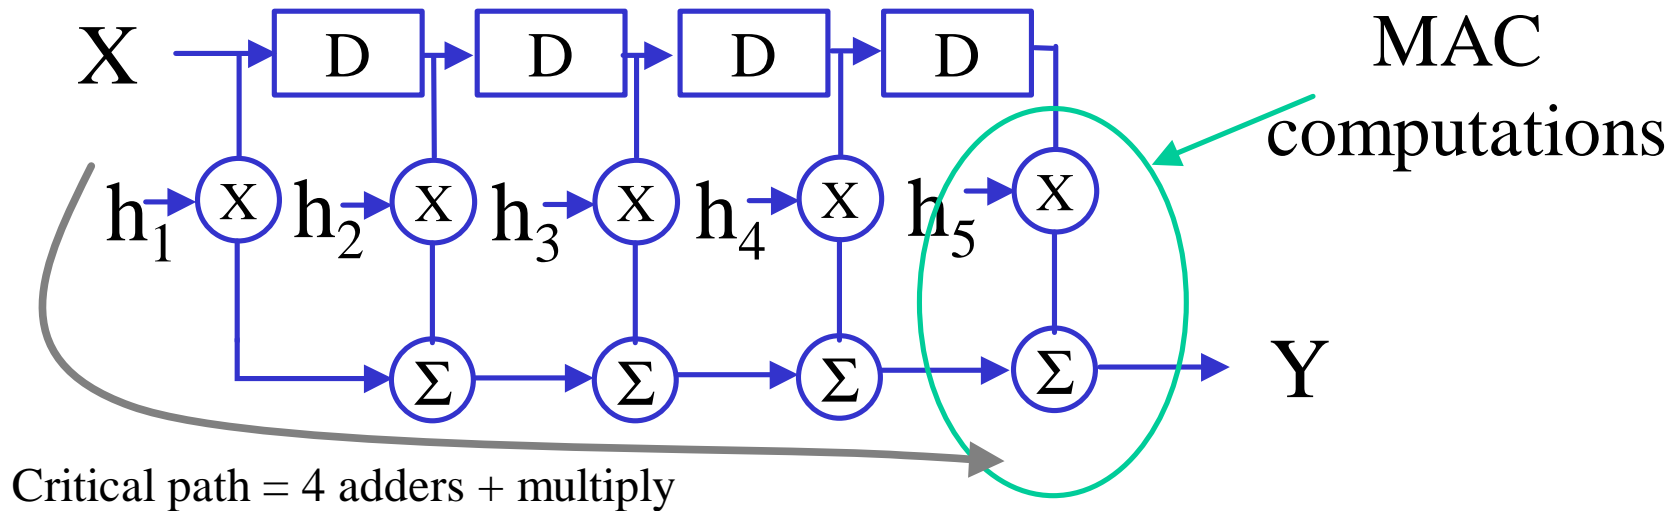 X D D D D MAC
computations
h₁ X h₂ X h₃ X h₄ X h₅ X
Σ Σ Σ Σ Y
Critical path = 4 adders + multiply